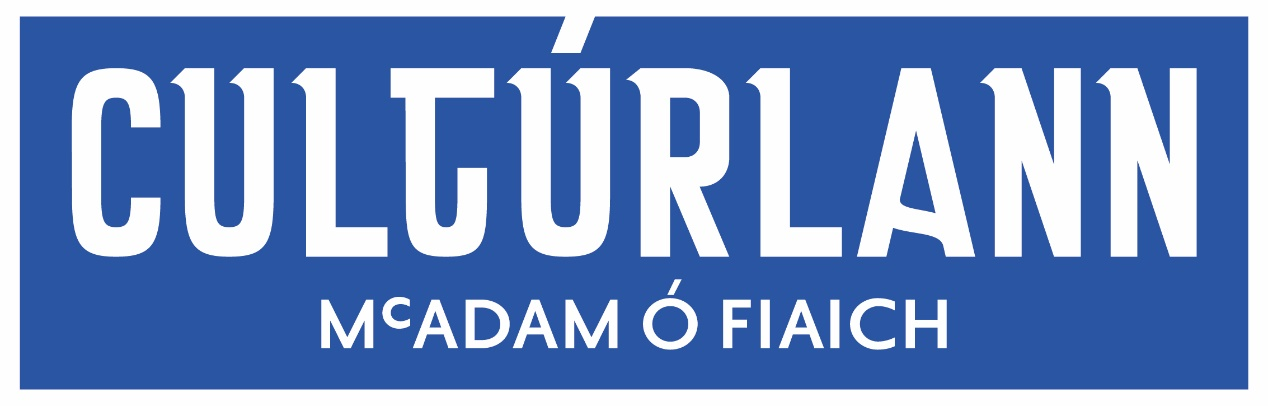 CULTÚRLANN
McADAM Ó FIAICH